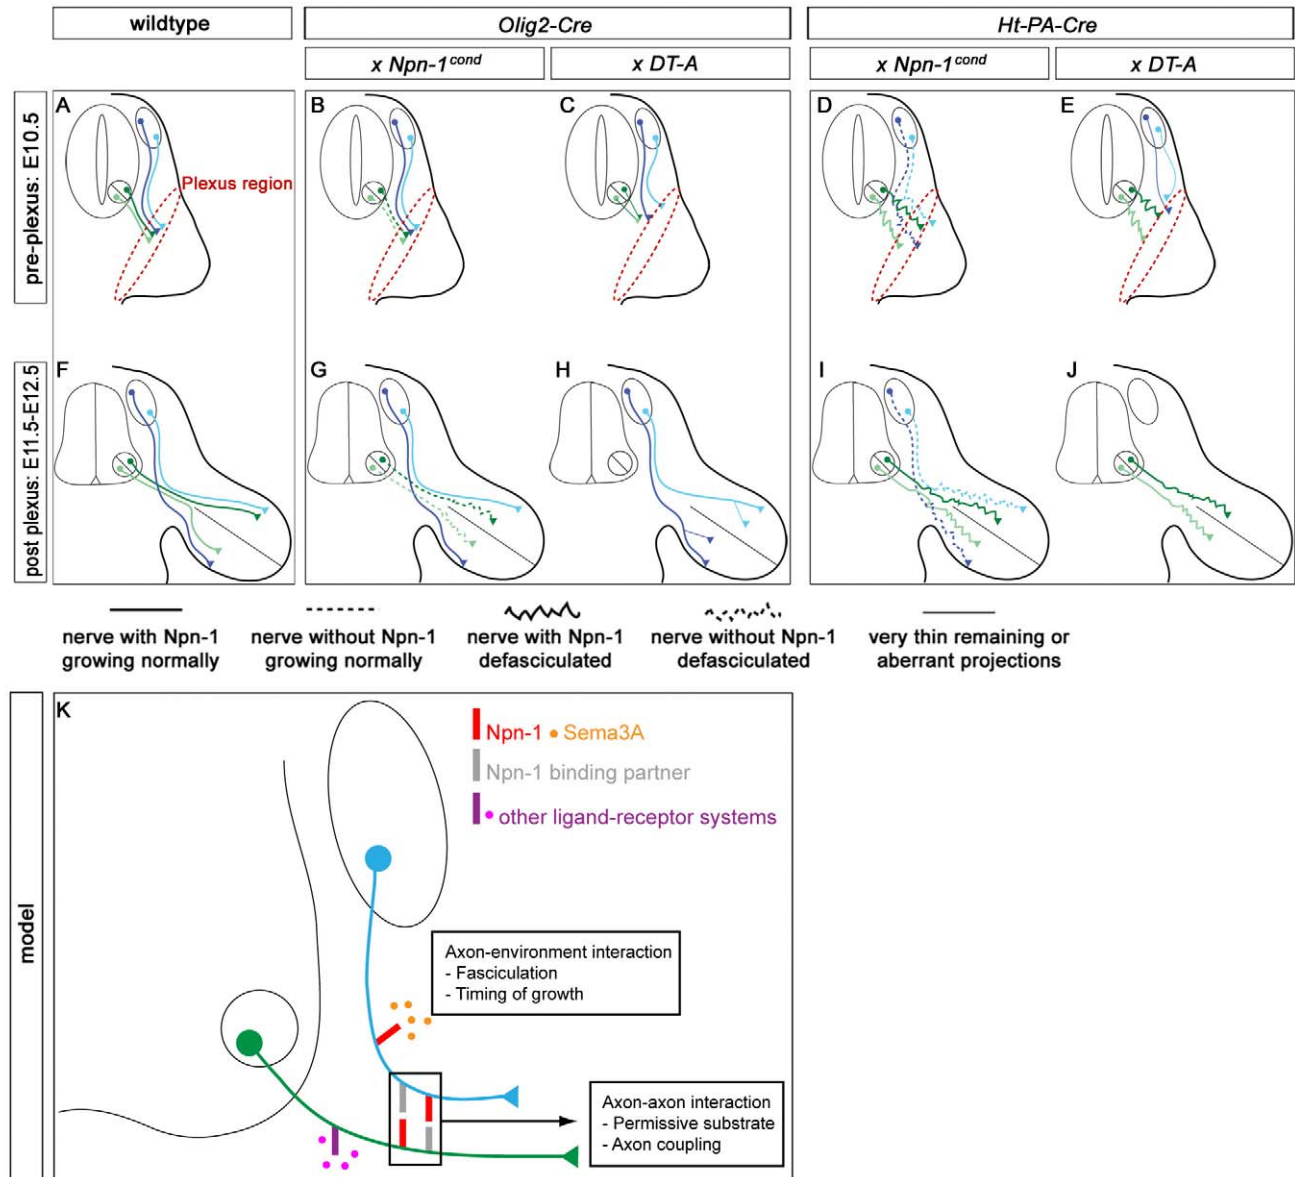 wildtype
Olig2-Cre
Ht-PA-Cre
x Npn-1cond
x DT-A
x Npn-1cond
x DT-A
pre-plexus: E10.5
A
Plexus region
B
C
D
E
post plexus: E11.5-E12.5
F
G
H
I
J
nerve with Npn-1
growing normally
nerve without Npn-1
growing normally
nerve with Npn-1
defasciculated
nerve without Npn-1
defasciculated
very thin remaining or
aberrant projections
model
K
Npn-1 • Sema3A
Npn-1 binding partner
• other ligand-receptor systems
Axon-environment interaction
- Fasciculation
- Timing of growth
Axon-axon interaction
- Permissive substrate
- Axon coupling